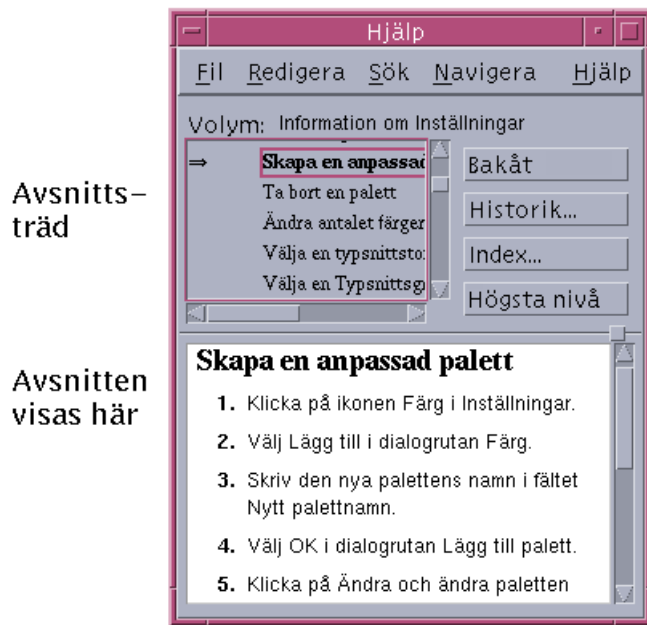 Hjälp
Fil Redigera Sök Navigera Hjälp
Volym: Information om Inställningar
⇒ Skapa en anpassad
Ta bort en palett
Ändra antalet färger
Välja en
Välja en
Bakåt
Historik...
Index...
Högsta nivå
Avsnitts-
träd
Avsnitten
visas här
Skapa en anpassad palett
1. Klicka på ikonen Färg i Inställningar.
2. Välj Lägg till i dialogrutan Färg.
3. Skriv den nya palettens namn i fältet
Nytt palettnamn.
4. Välj OK i dialogrutan Lägg till palett.
5. Klicka på Ändra och ändra paletten